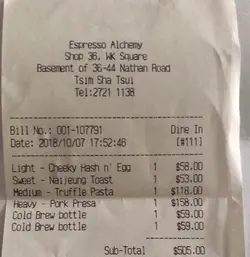 Espresso Alchemy
Shop 36, WK Square
Basement of 36-44 Nathan Road
Tsim Sha Tsui
Tel:2721 1138
Bill No.: 001-107791 Dine In
Date: 2018/10/07 17:52:46 [#111]
Light - Cheeky Hash n' Egg 1 $58.00
Sweet - Naijeung Toast 1 $53.00
Medium - Truffle Pasta 1 $118.00
Heavy - Pork Presa 1 $158.00
Cold Brew bottle 1 $59.00
Cold Brew bottle 1 $59.00
Sub-Total $505.00